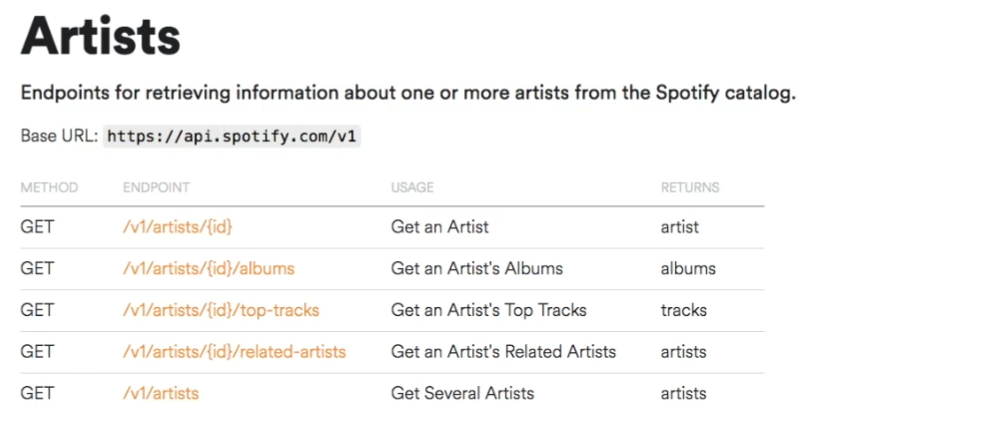 Artists
Endpoints for retrieving information about one or more artists from the Spotify catalog.
Base URL: https://api.spotify.com/v1
METHOD ENDPOINT USAGE RETURNS
GET /v1/artists/{id} Get an Artist artist
GET /v1/artists/{id}/albums Get an Artist's Albums albums
GET /v1/artists/{id}/top-tracks Get an Artist's Top Tracks tracks
GET /v1/artists/{id}/related-artists Get an Artist's Related Artists artists
GET /v1/artists Get Several Artists artists